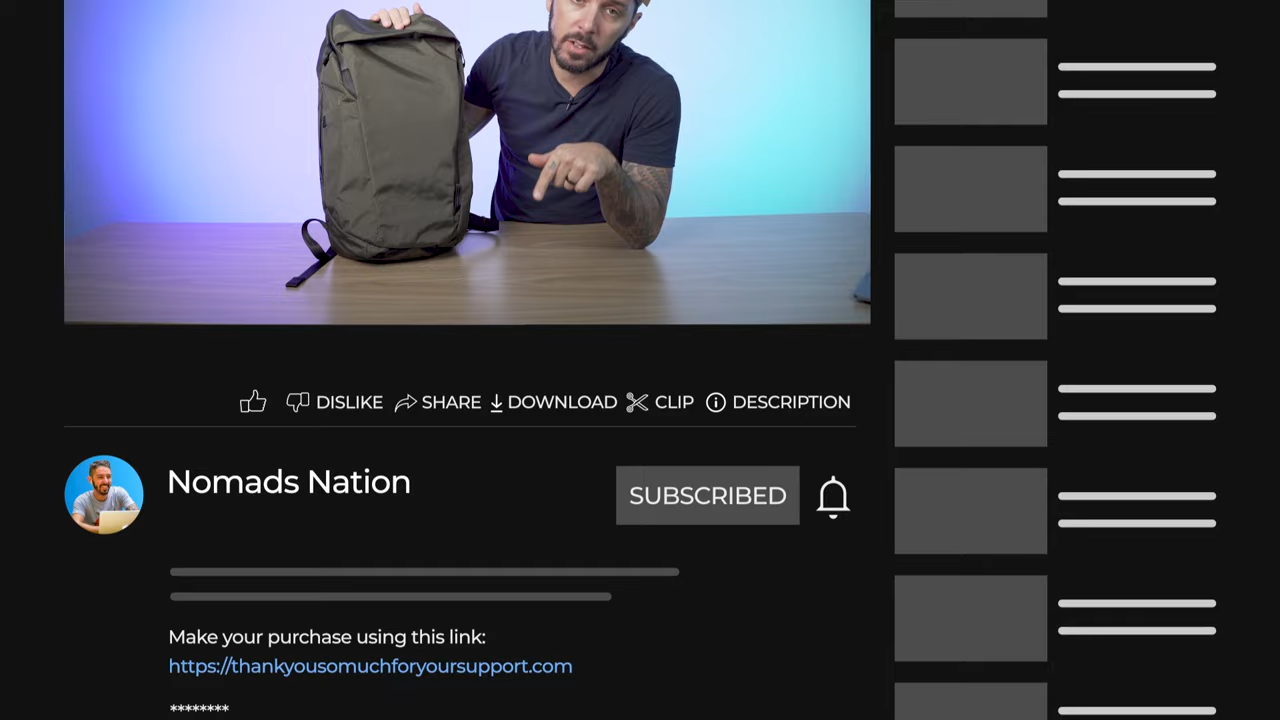 DISLIKE SHARE DOWNLOAD CLIP DESCRIPTION
Nomads Nation
SUBSCRIBED
Make your purchase using this link:
https://thankyousomuchforyoursupport.com
********